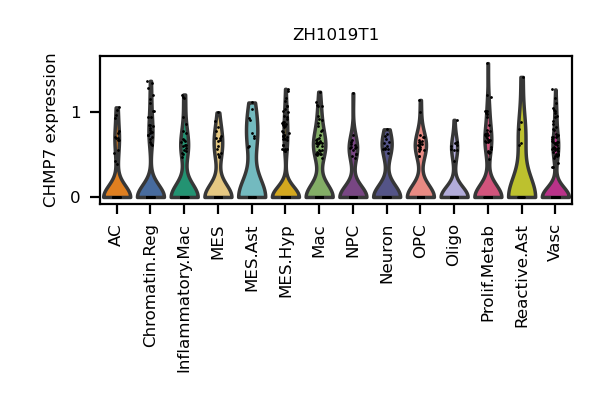 ZH1019T1
CHMP7 expression
1
0
AC
Chromatin.Reg
Inflammatory.Mac
MES
MES.Ast
MES.Hyp
Mac
NPC
Neuron
OPC
Oligo
Prolif.Metab
Reactive.Ast
Vasc